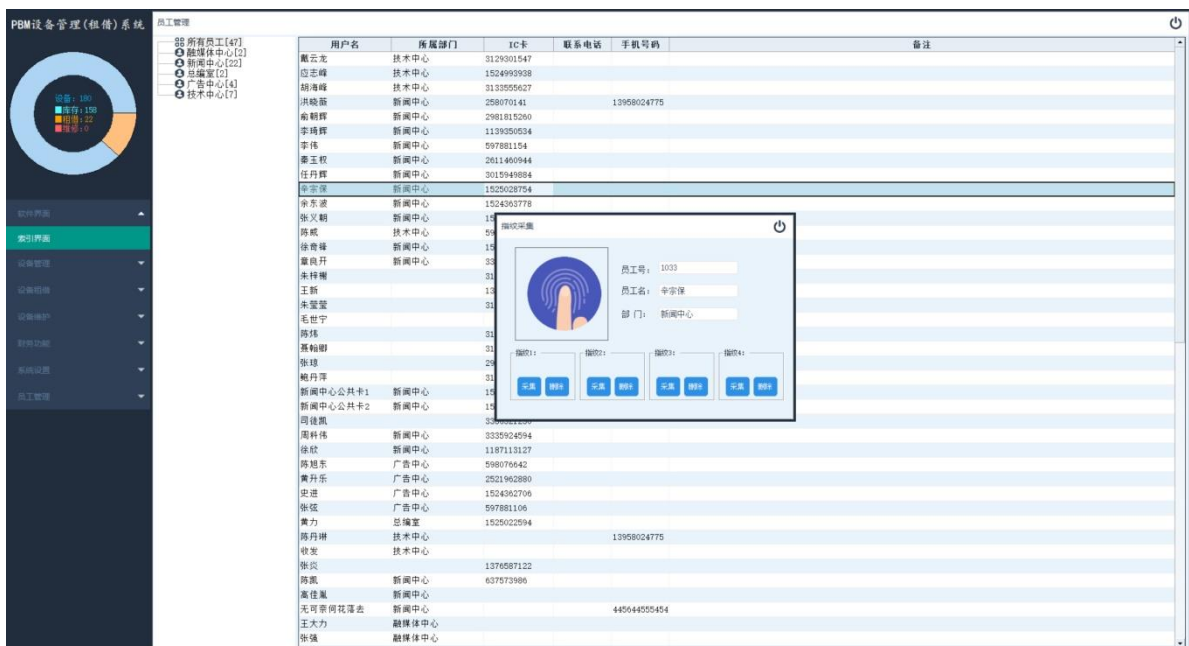 PBM设备管理(租借)系统
员工管理
设备: 180
库存: 158
租借: 22
维修: 0
软件界面
索引界面
设备管理
设备租借
设备维护
财务功能
系统设置
员工管理
所有员工[47]
融媒体中心[2]
新闻中心[22]
总编室[2]
广告中心[4]
技术中心[7]
用户名 所属部门 IC卡 联系电话 手机号码 备注
戴云龙 技术中心 3129301547
应志峰 技术中心 1524993938
胡海峰 技术中心 3133555627
洪晓薇 新闻中心 258070141 13958024775
俞朝辉 新闻中心 2981815260
李琦辉 新闻中心 1139350534
李伟 新闻中心 597881154
秦玉权 新闻中心 2611460944
任丹辉 新闻中心 3015949884
辛宗保 新闻中心 1525028754
余东波 新闻中心 1524363778
张义朝 新闻中心 15
陈威 技术中心 59
徐奇锋 新闻中心 15
章良开 新闻中心 33
朱梓栅 31
王新 13
朱莹莹 31
毛世宁
陈炜 31
聂翰卿 31
张琼 29
鲍丹萍 31
新闻中心公共卡1 新闻中心 15
新闻中心公共卡2 新闻中心 15
司徒凯
周科伟 新闻中心 3335924594
徐欣 新闻中心 1187113127
陈旭东 广告中心 598076642
黄升乐 广告中心 2521962880
史进 广告中心 1524362706
张弦 广告中心 597881106
黄力 总编室 1525022594
陈丹琳 技术中心 13958024775
收发 技术中心
张炎 1376587122
陈凯 新闻中心 637573986
高佳胤 新闻中心
无可奈何花落去 新闻中心 445644555454
王大力 融媒体中心
张强 融媒体中心
指纹采集
员工号: 1033
员工名: 辛宗保
部 门: 新闻中心
指纹1: 指纹2: 指纹3: 指纹4:
采集 删除 采集 删除 采集 删除 采集 删除